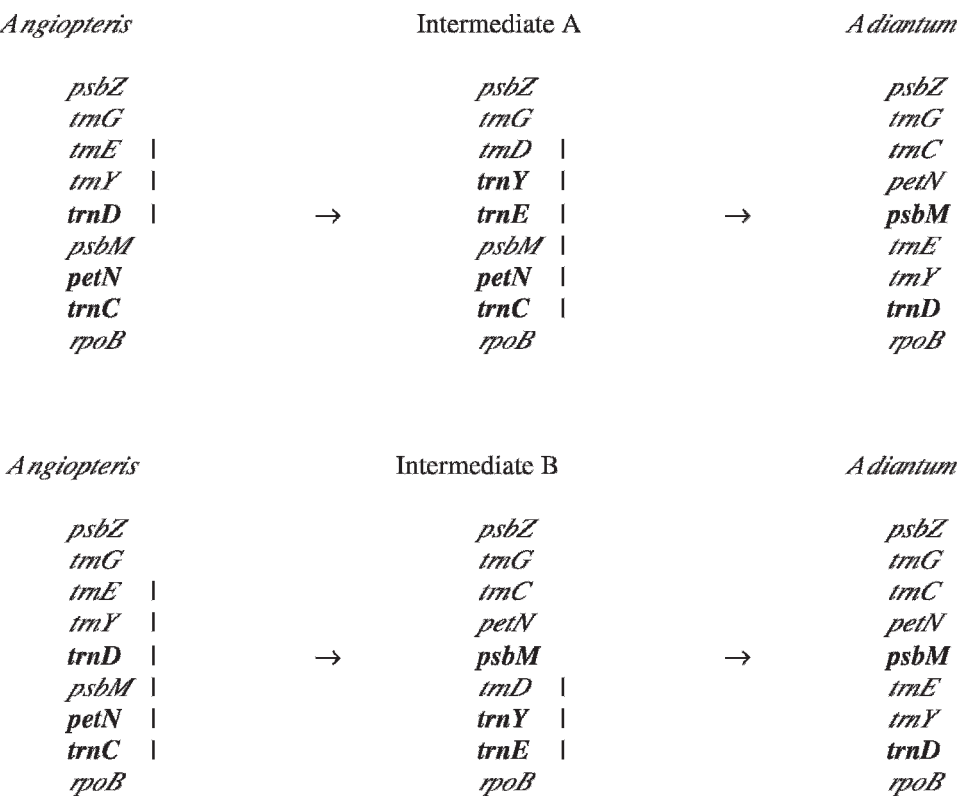 Angiopteris Intermediate A Adiantum
psbZ psbZ psbZ
trnG trnG trnG
trnE | trnD | trnC
trnY | trnY | petN
trnD | → trnE | → psbM
psbM psbM | trnE
petN petN | trnY
trnC trnC | trnD
rpoB rpoB rpoB
Angiopteris Intermediate B Adiantum
psbZ psbZ psbZ
trnG trnG trnG
trnE | trnC trnC
trnY | petN petN
trnD | → psbM → psbM
psbM | trnD | trnE
petN | trnY | trnY
trnC | trnE | trnD
rpoB rpoB rpoB